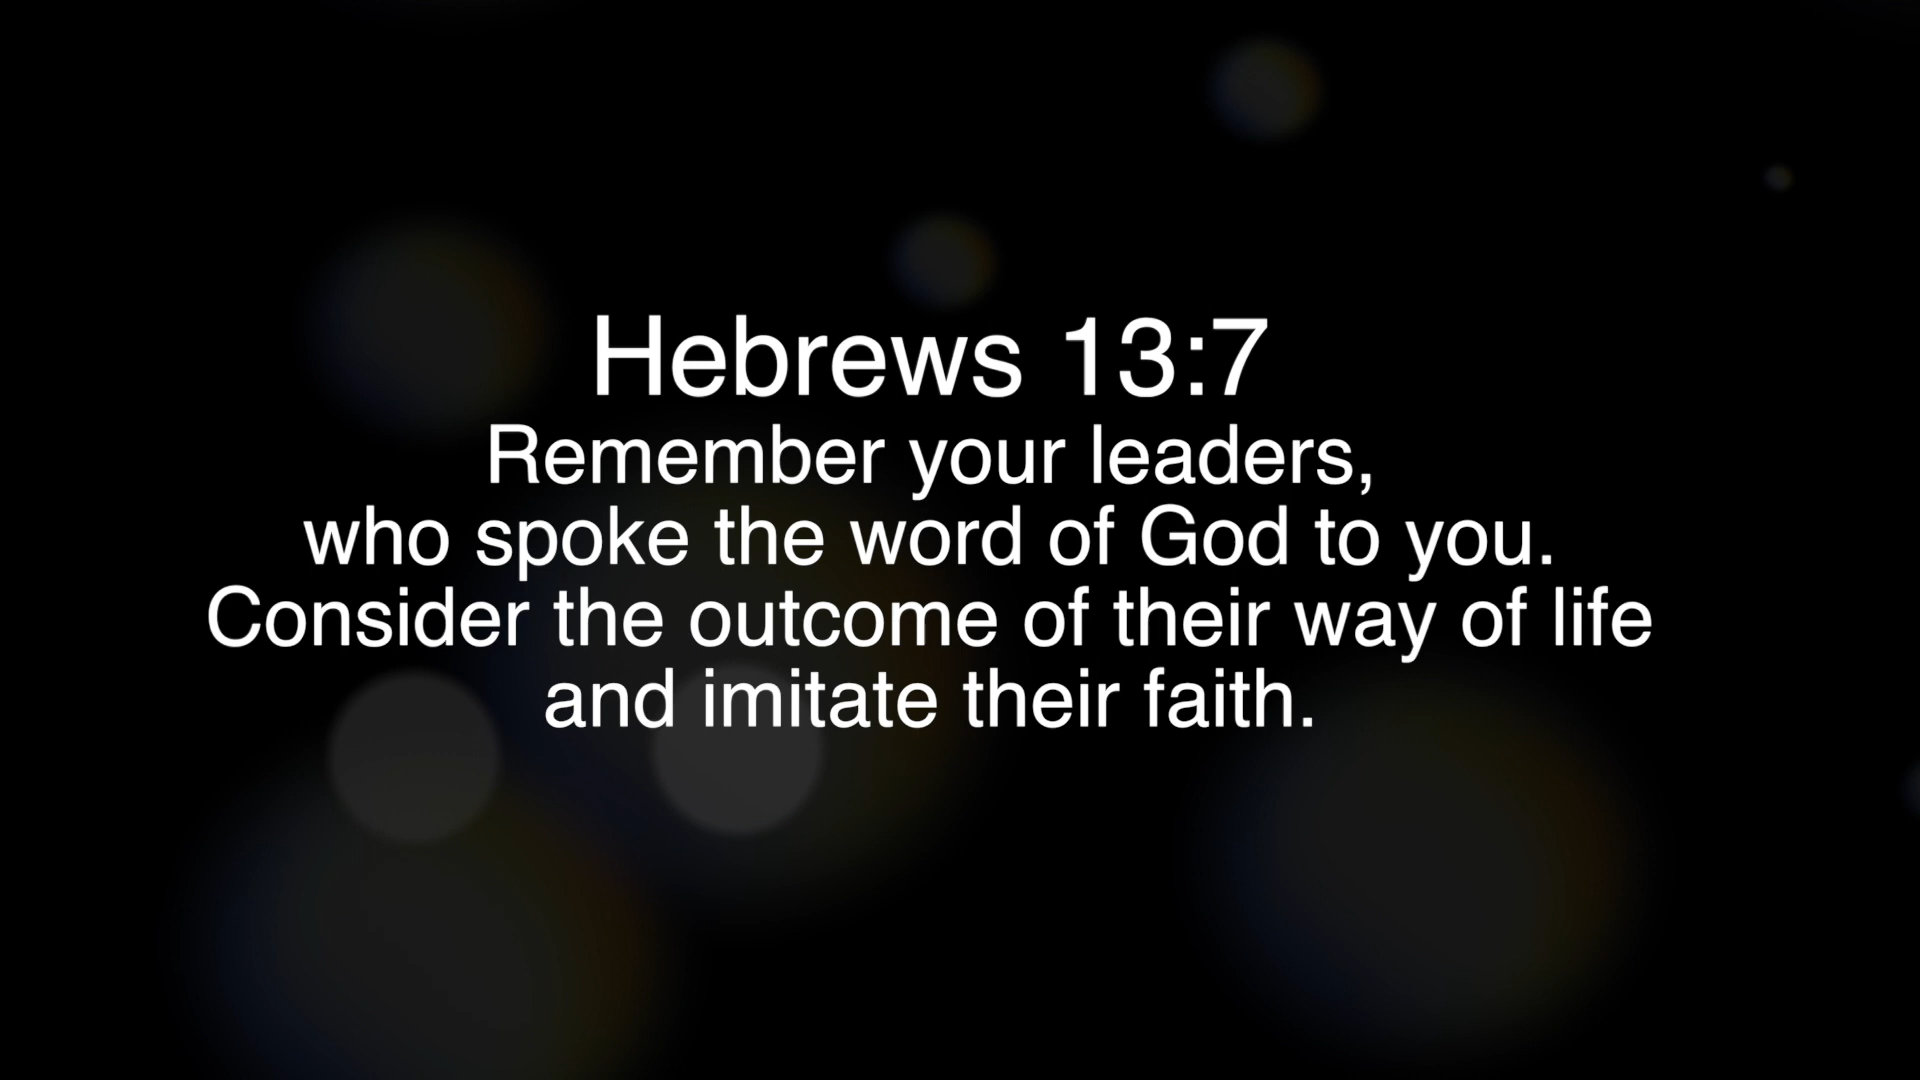 Hebrews 13:7
Remember your leaders,
who spoke the word of God to you.
Consider the outcome of their way of life
and imitate their faith.